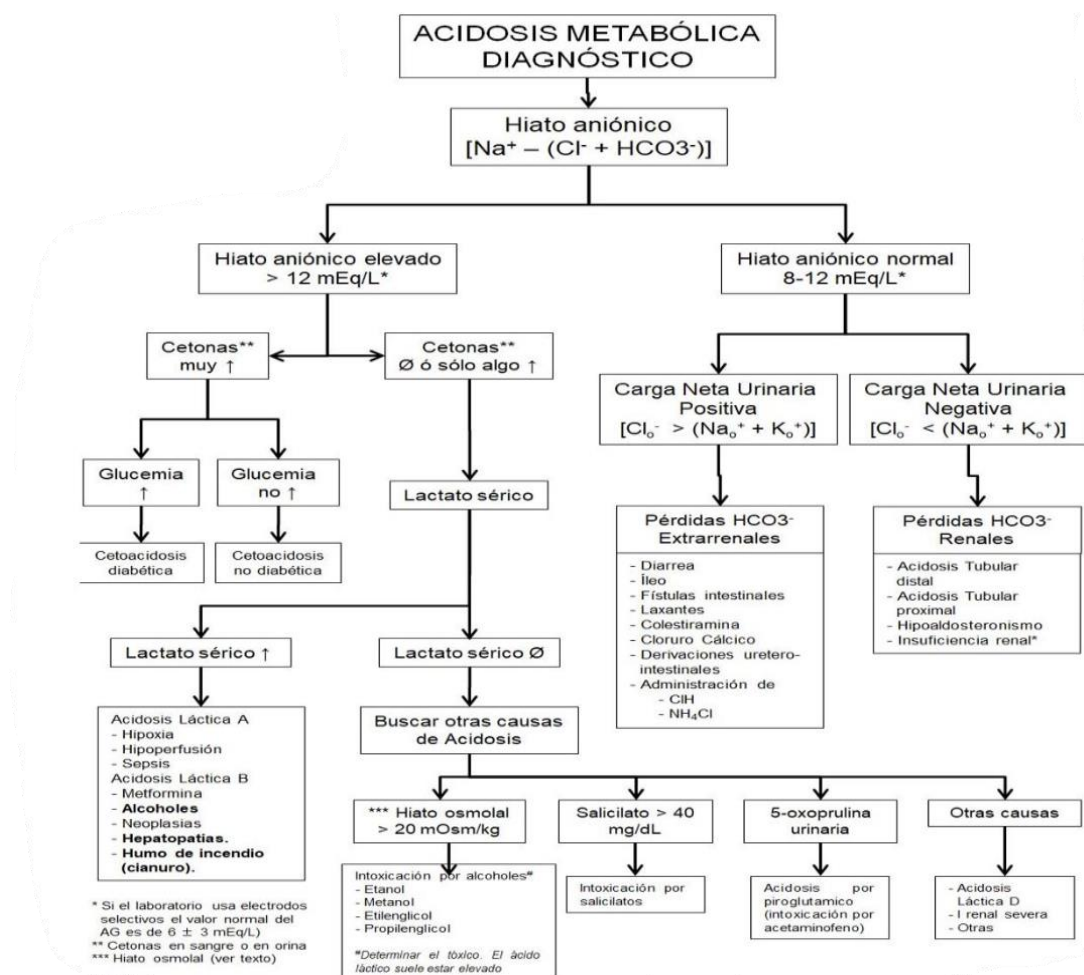 ACIDOSIS METABÓLICA
DIAGNÓSTICO
Hiato aniónico
[Na⁺ – (Cl⁻ + HCO3⁻)]
Hiato aniónico elevado
> 12 mEq/L*
Hiato aniónico normal
8-12 mEq/L*
Cetonas**
muy ↑
Cetonas**
Ø ó sólo algo ↑
Carga Neta Urinaria
Positiva
[Cl₀⁻ > (Na₀⁺ + K₀⁺)]
Carga Neta Urinaria
Negativa
[Cl₀⁻ < (Na₀⁺ + K₀⁺)]
Glucemia
↑
Glucemia
no ↑
Lactato sérico
Cetoacidosis
diabética
Cetoacidosis
no diabética
Pérdidas HCO3⁻
Extrarrenales
- Diarrea
- Íleo
- Fístulas intestinales
- Laxantes
- Colestiramina
- Cloruro Cálcico
- Derivaciones uretero-
intestinales
- Administración de
- ClH
- NH₄Cl
Pérdidas HCO3⁻
Renales
- Acidosis Tubular
distal
- Acidosis Tubular
proximal
- Hipoaldosteronismo
- Insuficiencia renal*
Lactato sérico ↑
Lactato sérico Ø
Acidosis Láctica A
- Hipoxia
- Hipoperfusión
- Sepsis
Acidosis Láctica B
- Metformina
- Alcoholes
- Neoplasias
- Hepatopatias.
- Humo de incendio
(cianuro).
Buscar otras causas
de Acidosis
*** Hiato osmolal
> 20 mOsm/kg
Salicilato > 40
mg/dL
5-oxoprulina
urinaria
Otras causas
Intoxicación por alcoholes#
- Etanol
- Metanol
- Etilenglicol
- Propilenglicol
#Determinar el tóxico. El àcido
làctico suele estar elevado
Intoxicación por
salicilatos
Acidosis por
piroglutamico
(intoxicación por
acetaminofeno)
- Acidosis
Láctica D
- I renal severa
- Otras
* Si el laboratorio usa electrodos
selectivos el valor normal del
AG es de 6 ± 3 mEq/L)
** Cetonas en sangre o en orina
*** Hiato osmolal (ver texto)